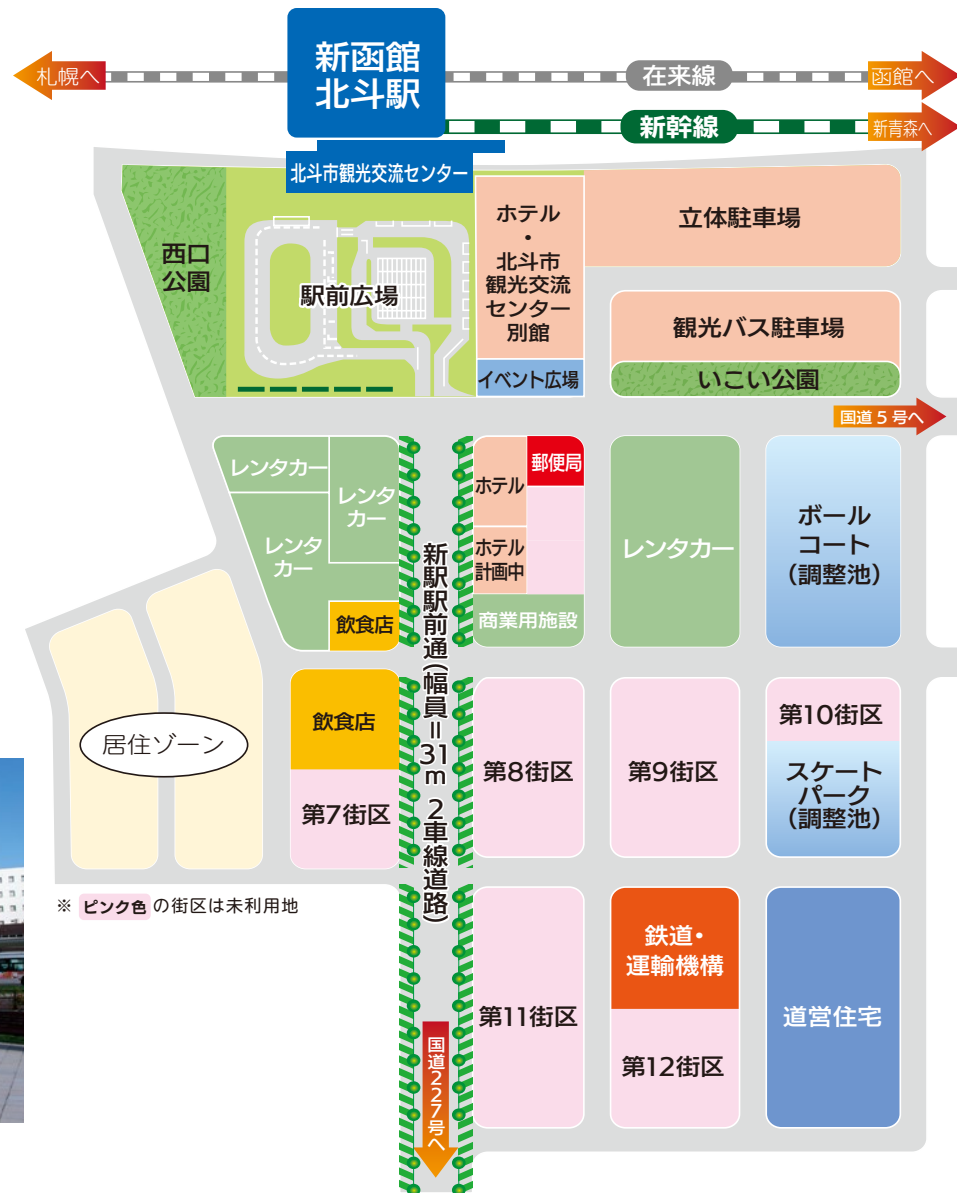 新函館
北斗駅
札幌へ
在来線
函館へ
新幹線
新青森へ
北斗市観光交流センター
西口
公園
駅前広場
ホテル
・
北斗市
観光交流
センター
別館
立体駐車場
観光バス駐車場
イベント広場
いこい公園
国道5号へ
レンタカー
レンタ
カー
レンタ
カー
飲食店
ホテル
郵便局
ホテル
計画中
商業用施設
レンタカー
ボール
コート
(調整池)
新駅駅前通(幅員=31m 2車線道路)
居住ゾーン
飲食店
第7街区
第8街区
第9街区
第10街区
スケート
パーク
(調整池)
※ ピンク色 の街区は未利用地
第11街区
鉄道・
運輸機構
第12街区
道営住宅
国道227号へ